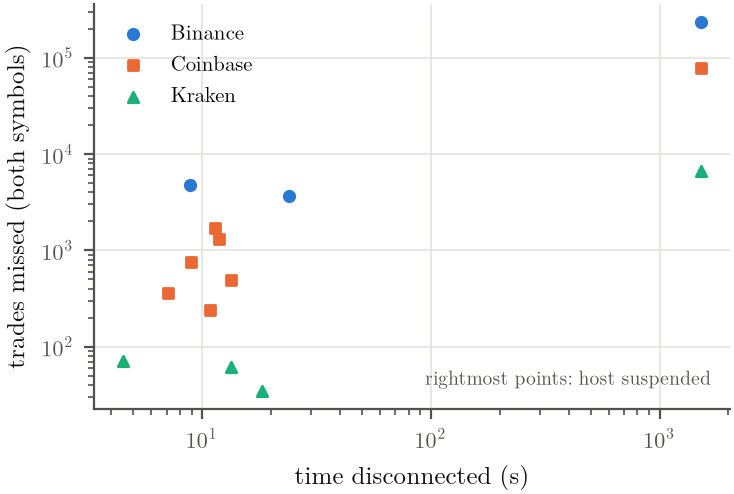 Binance
Coinbase
Kraken
trades missed (both symbols)
10^5
10^4
10^3
10^2
rightmost points: host suspended
10^1
10^2
10^3
time disconnected (s)